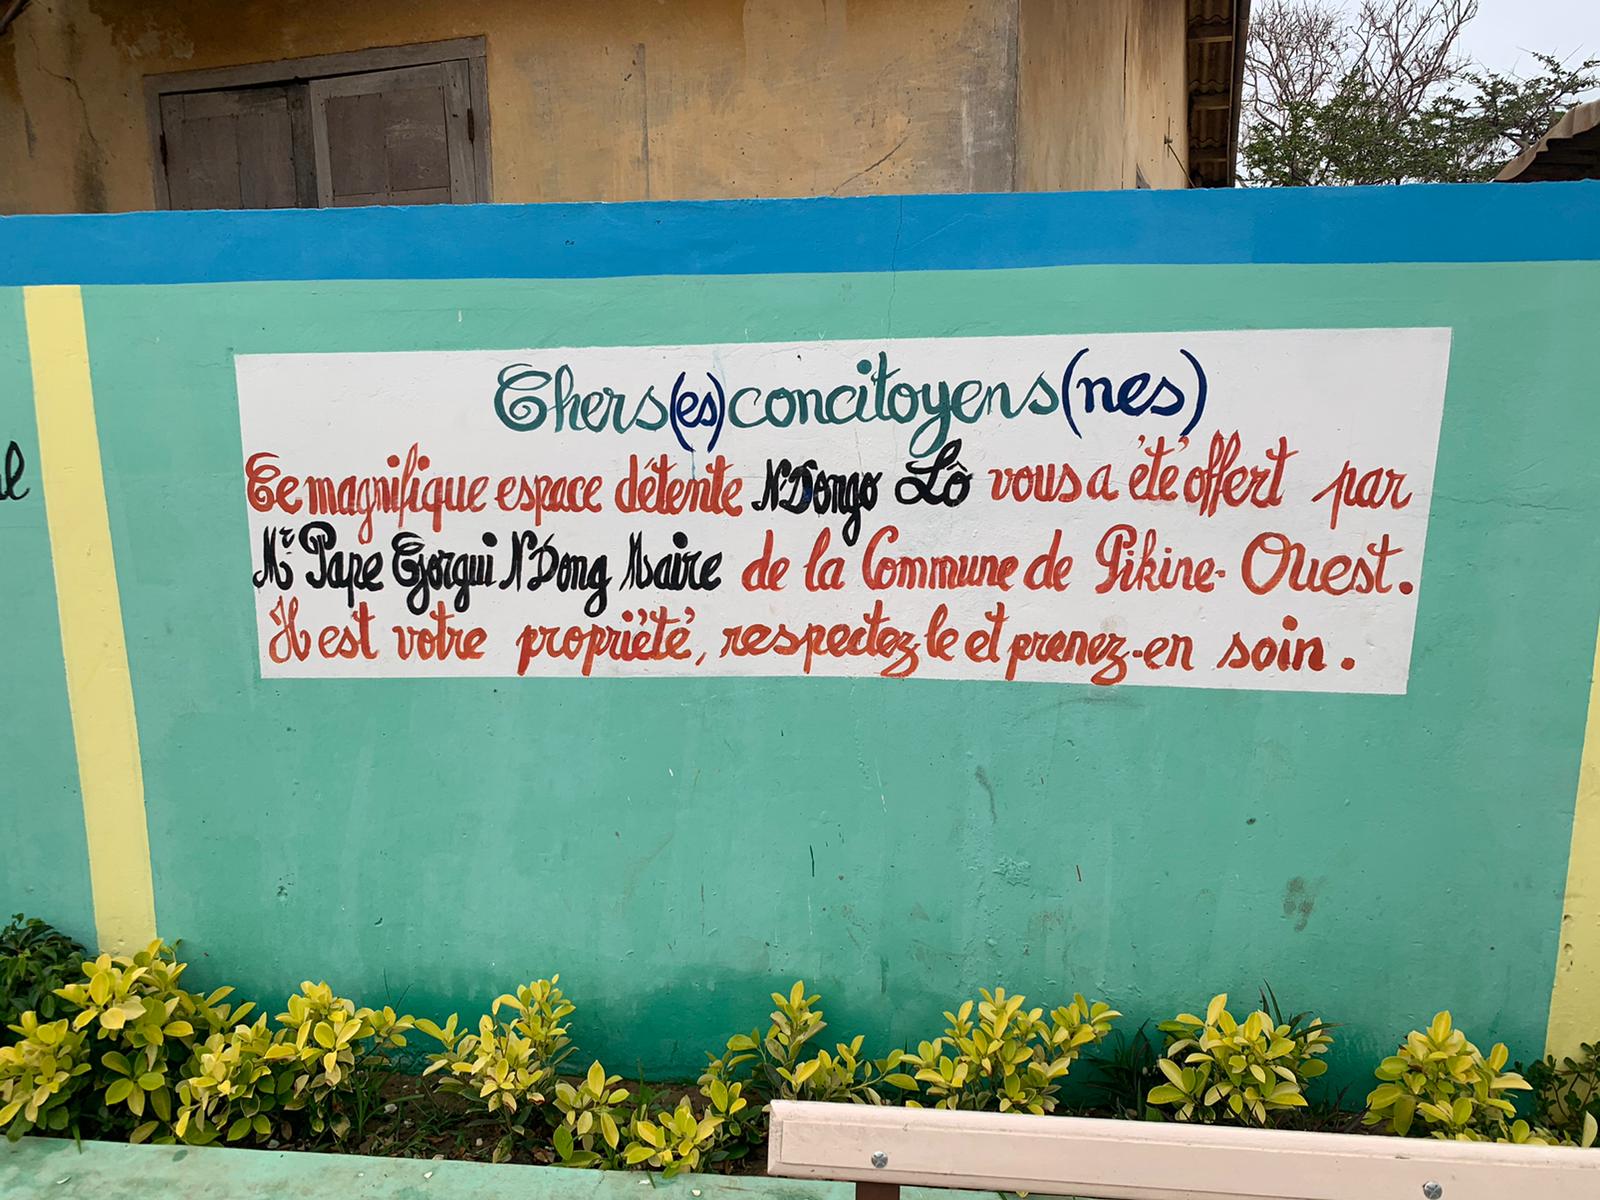 Chers(es) concitoyens(nes)
Ce magnifique espace détente N'Dongo Lô vous a été offert par
Mr Pape Gorgui N'Dong Maire de la Commune de Pikine-Ouest.
Il est votre propriété, respectez-le et prenez-en soin.